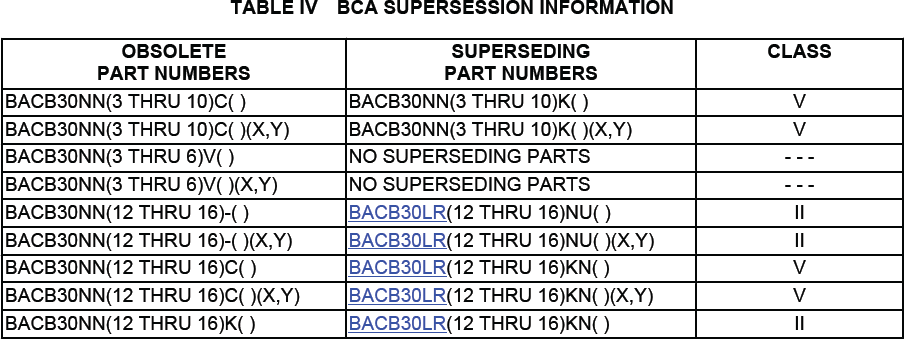 TABLE IV BCA SUPERSESSION INFORMATION
OBSOLETE PART NUMBERS SUPERSEDING PART NUMBERS CLASS
BACB30NN(3 THRU 10)C( ) BACB30NN(3 THRU 10)K( ) V
BACB30NN(3 THRU 10)C( )(X,Y) BACB30NN(3 THRU 10)K( )(X,Y) V
BACB30NN(3 THRU 6)V( ) NO SUPERSEDING PARTS - - -
BACB30NN(3 THRU 6)V( )(X,Y) NO SUPERSEDING PARTS - - -
BACB30NN(12 THRU 16)-( ) BACB30LR(12 THRU 16)NU( ) II
BACB30NN(12 THRU 16)-( )(X,Y) BACB30LR(12 THRU 16)NU( )(X,Y) II
BACB30NN(12 THRU 16)C( ) BACB30LR(12 THRU 16)KN( ) V
BACB30NN(12 THRU 16)C( )(X,Y) BACB30LR(12 THRU 16)KN( )(X,Y) V
BACB30NN(12 THRU 16)K( ) BACB30LR(12 THRU 16)KN( ) II